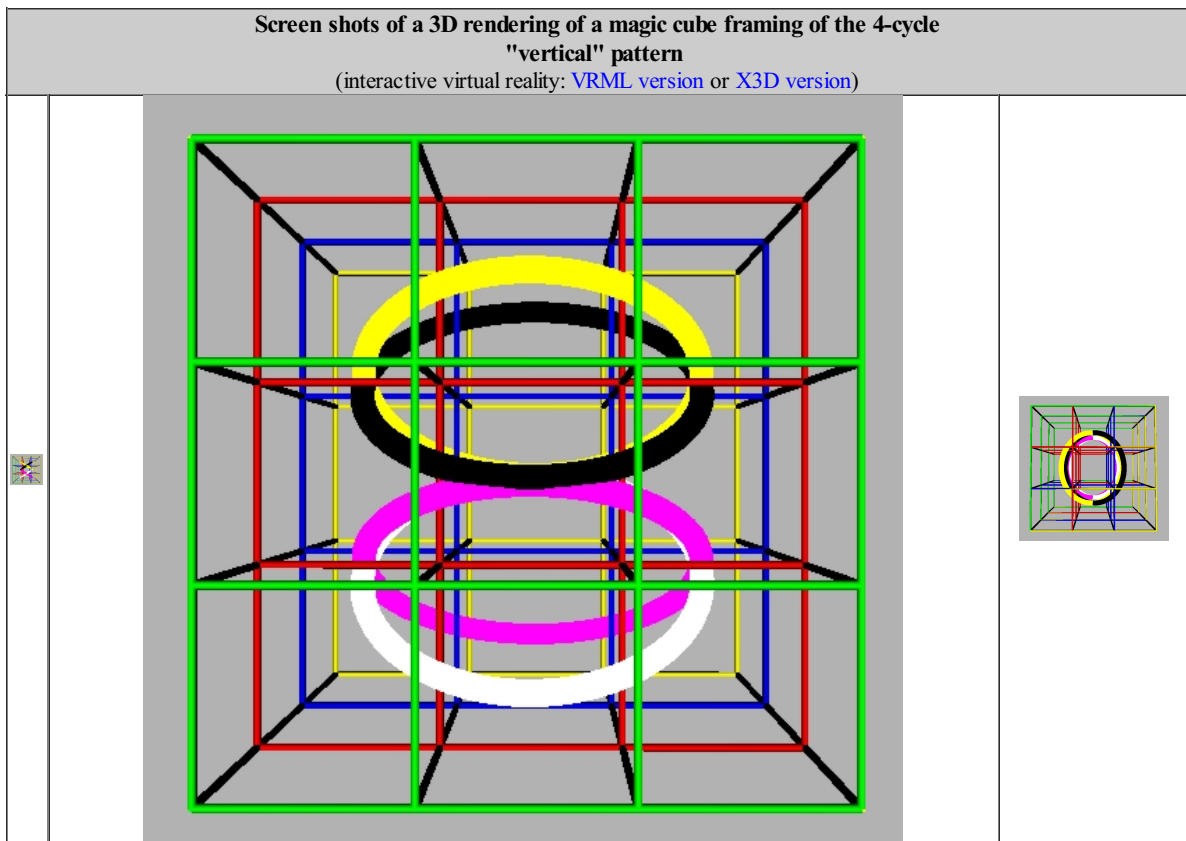 Screen shots of a 3D rendering of a magic cube framing of the 4-cycle
"vertical" pattern
(interactive virtual reality: VRML version or X3D version)